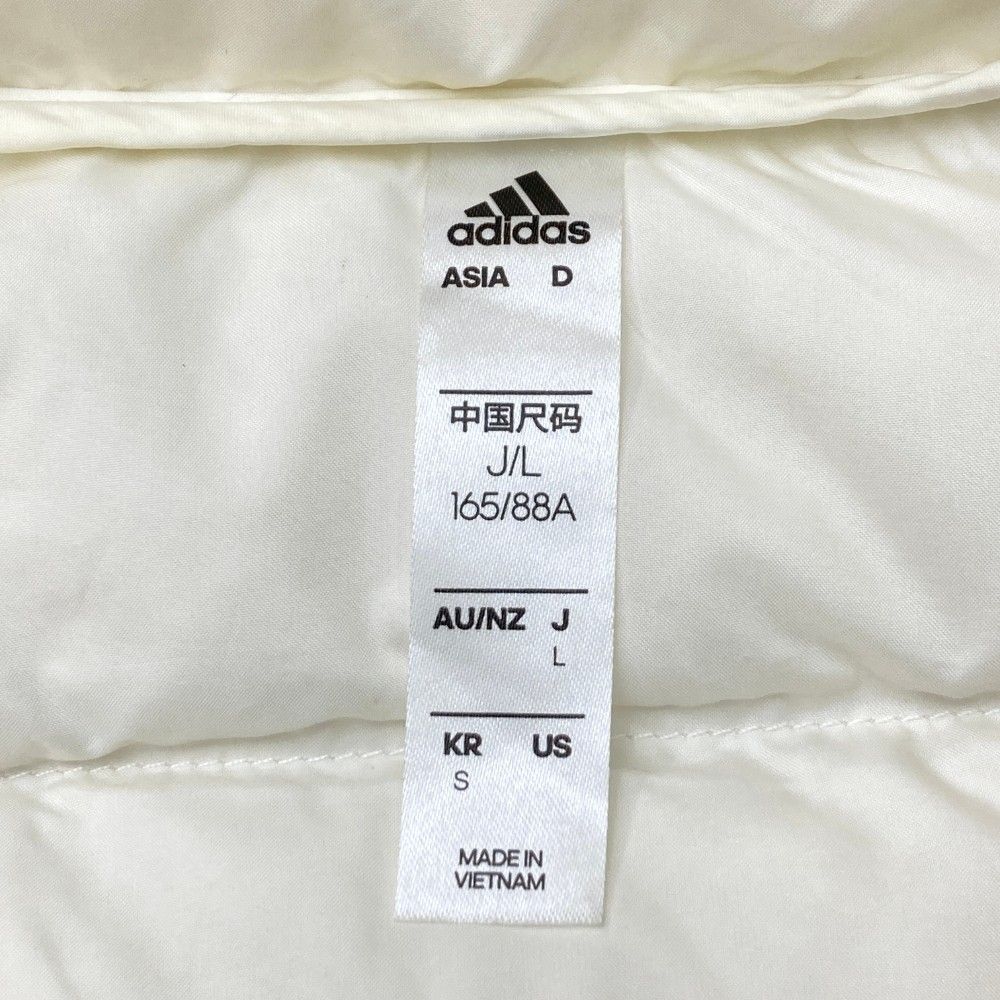 adidas
ASIA D
中国尺码
J/L
165/88A
AU/NZ J
L
KR US
S
MADE IN
VIETNAM